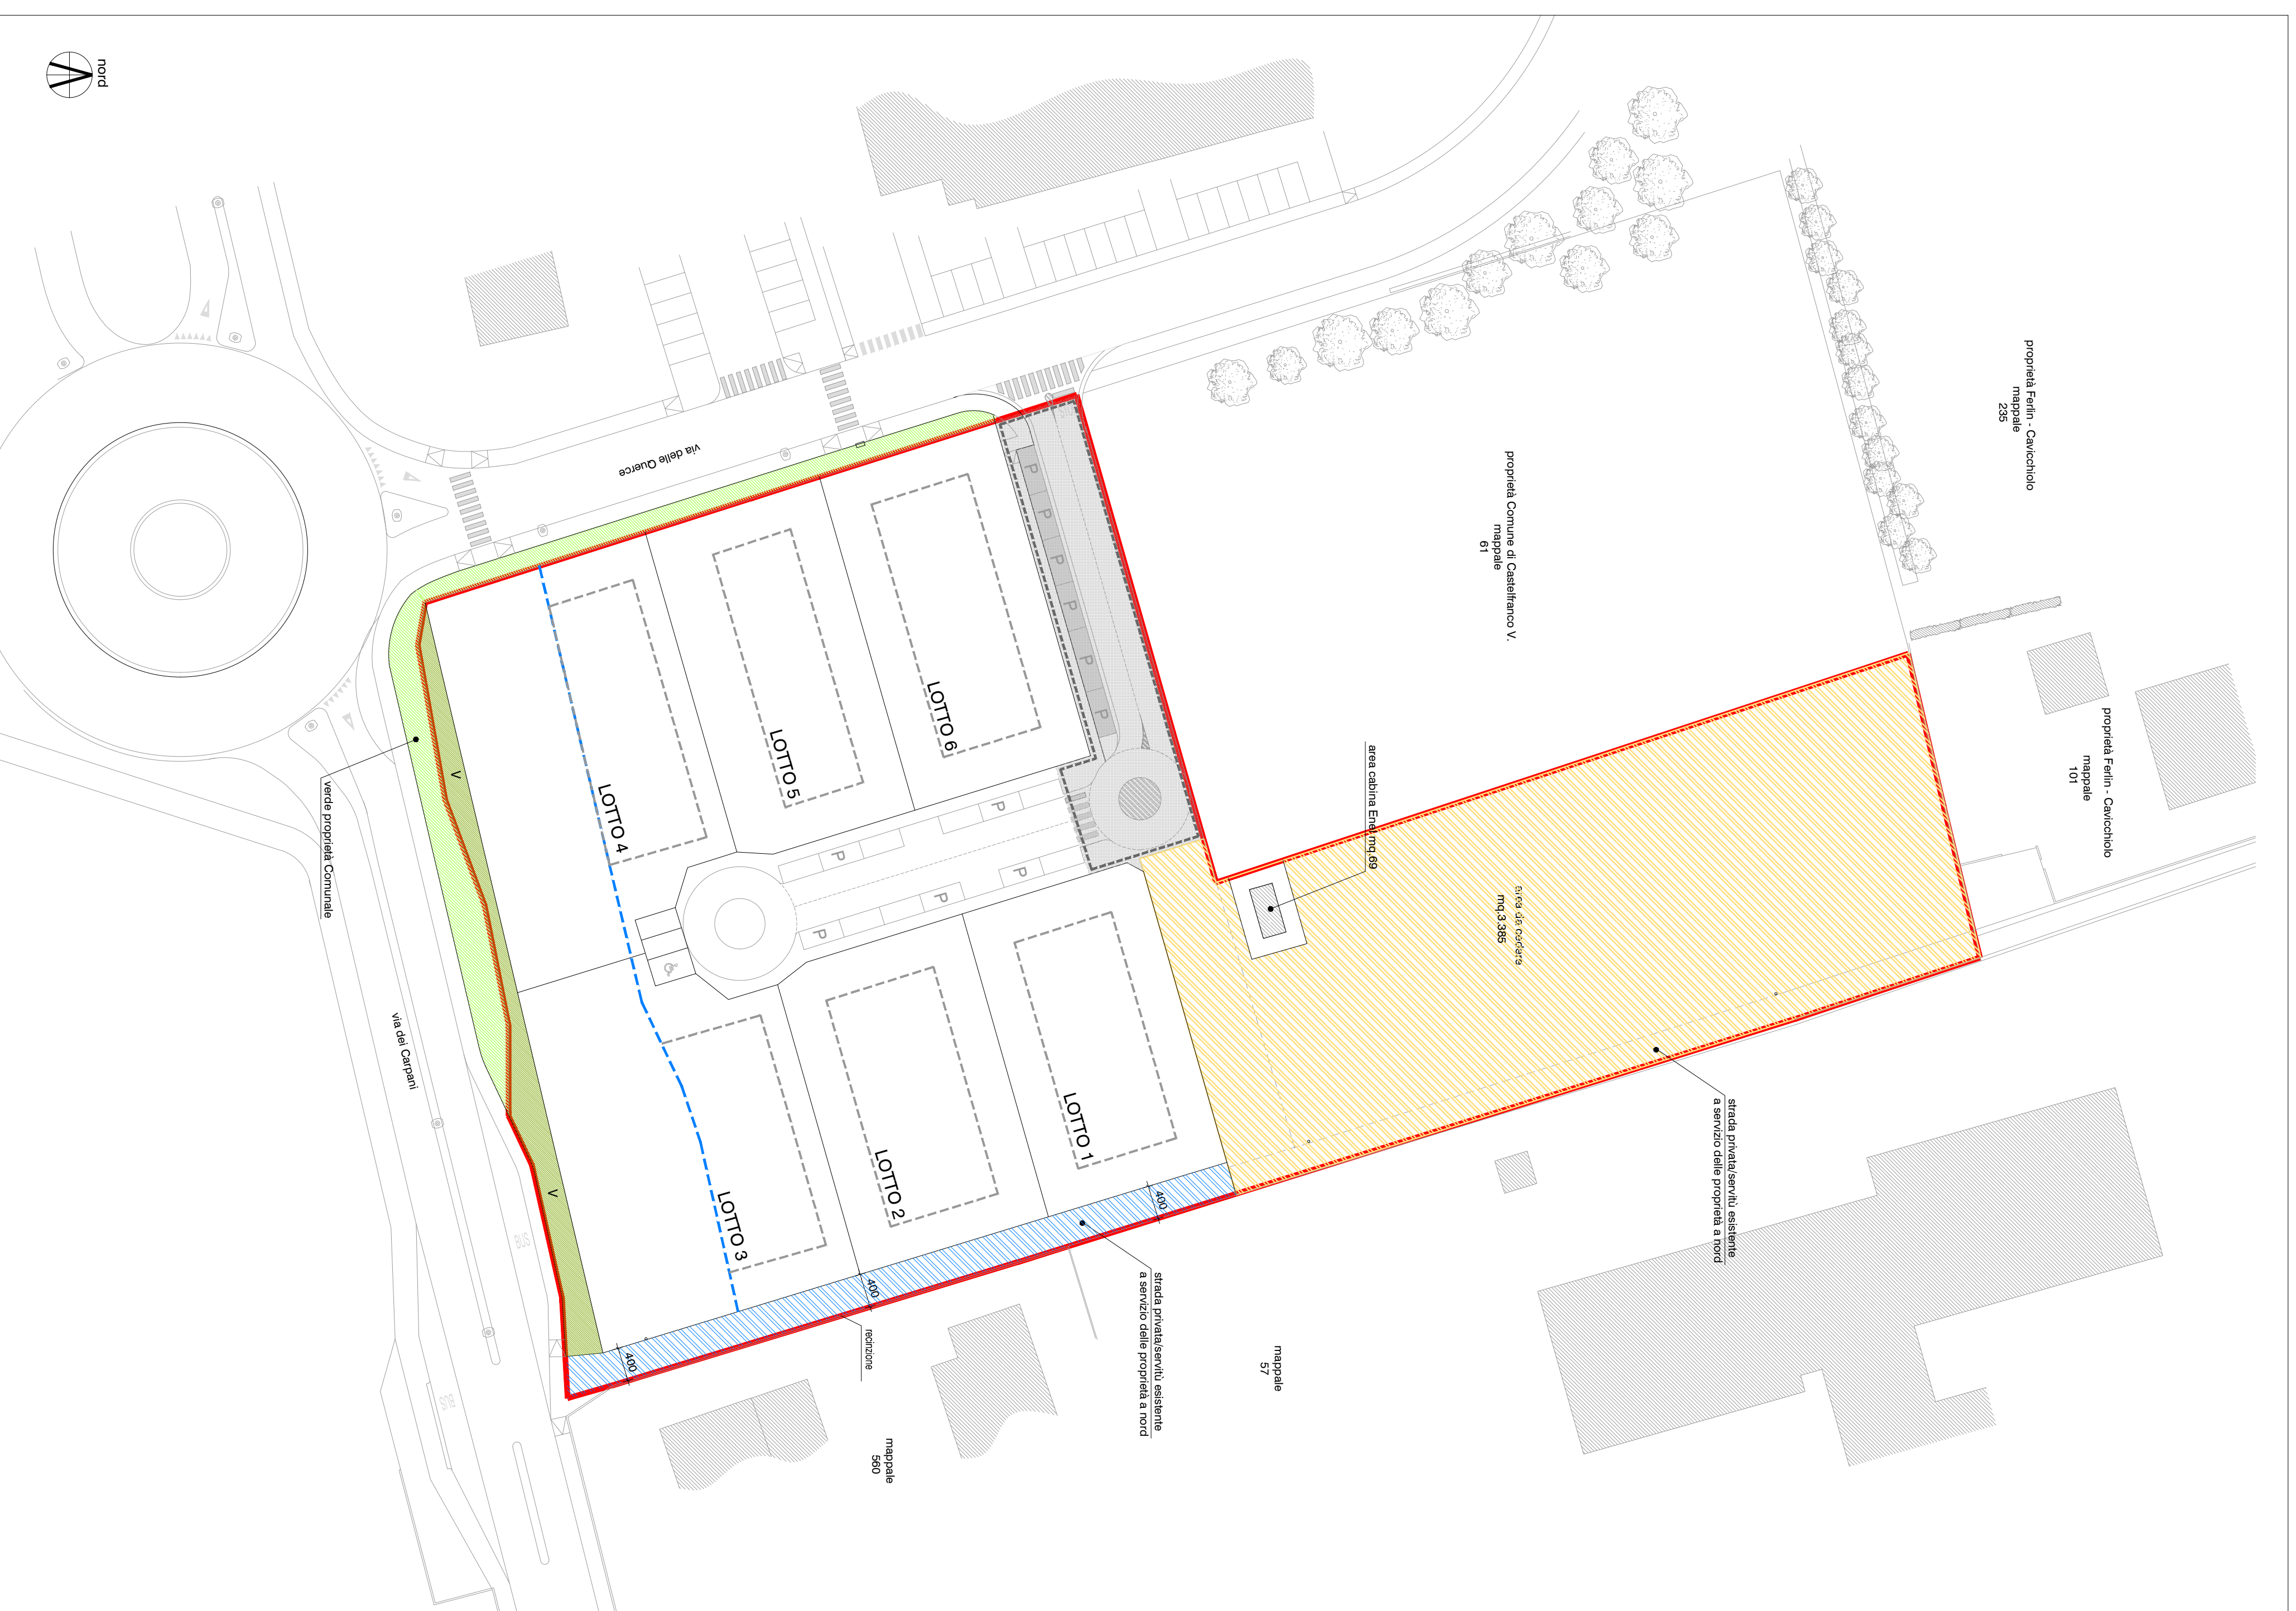 nord
proprietà Ferlin - Cavicchiolo
mappale
235
proprietà Ferlin - Cavicchiolo
mappale
101
proprietà Comune di Castelfranco V.
mappale
61
area cabina Enel mq.69
area da cedere
mq.3.385
strada privata/servitù esistente
a servizio delle proprietà a nord
strada privata/servitù esistente
a servizio delle proprietà a nord
mappale
57
mappale
560
recinzione
400
400
400
via delle Querce
via dei Carpani
verde proprietà Comunale
LOTTO 6
LOTTO 5
LOTTO 4
LOTTO 1
LOTTO 2
LOTTO 3
P
P
P
P
P
P
P
P
P
P
P
P
V
V
BUS
BUS